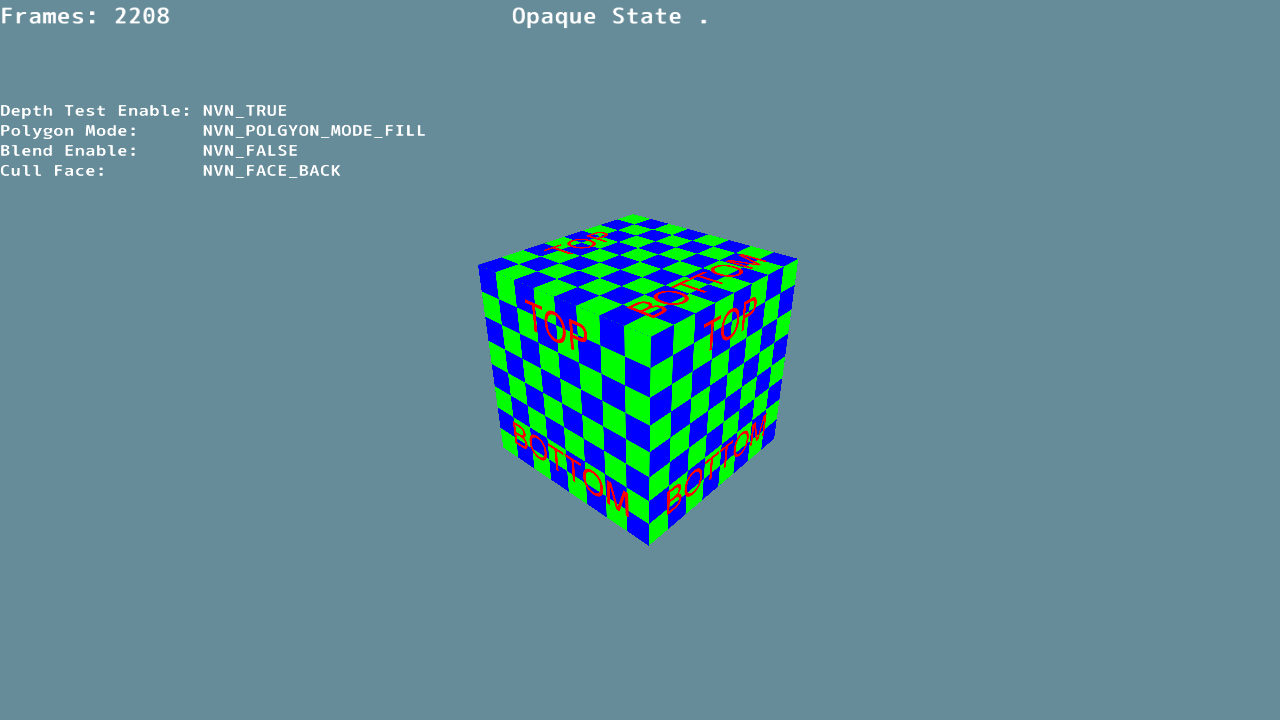 Frames: 2208
Opaque State .
Depth Test Enable: NVN_TRUE
Polygon Mode: NVN_POLGYON_MODE_FILL
Blend Enable: NVN_FALSE
Cull Face: NVN_FACE_BACK
TOP
BOTTOM
TOP
TOP
BOTTOM
BOTTOM